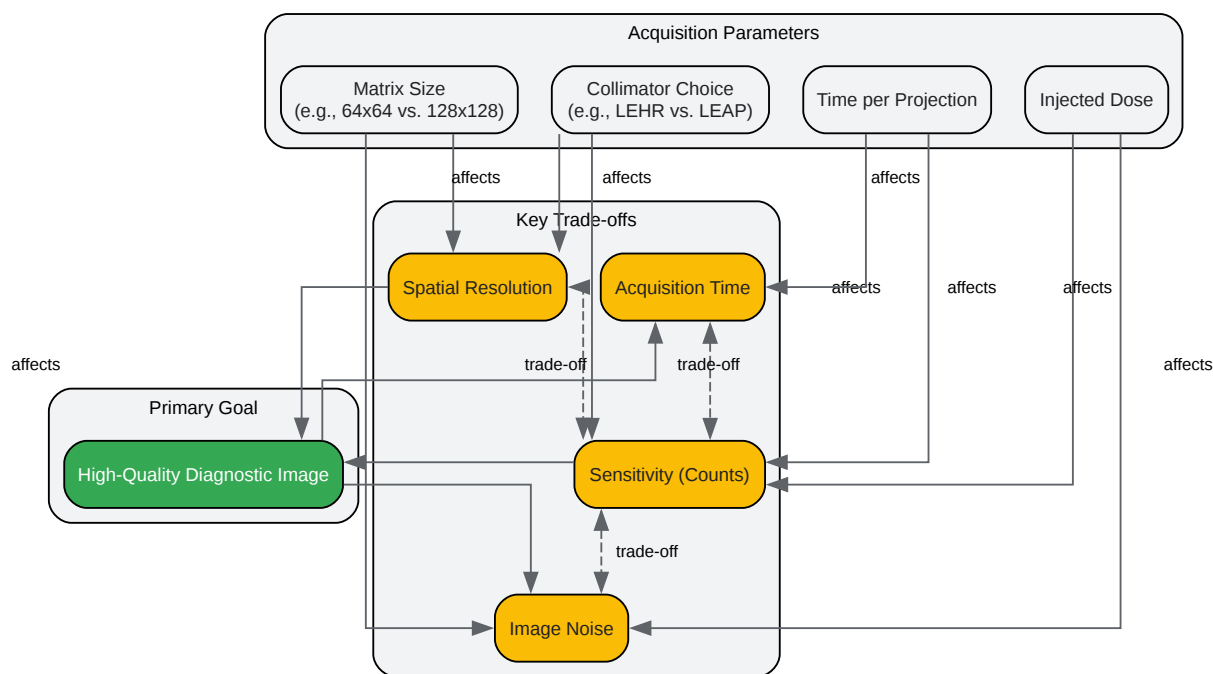 Acquisition Parameters
Matrix Size
(e.g., 64x64 vs. 128x128)
Collimator Choice
(e.g., LEHR vs. LEAP)
Time per Projection
Injected Dose
affects
affects
affects
Key Trade-offs
Spatial Resolution
Acquisition Time
affects
affects
affects
affects
trade-off
trade-off
affects
Primary Goal
High-Quality Diagnostic Image
Sensitivity (Counts)
trade-off
Image Noise